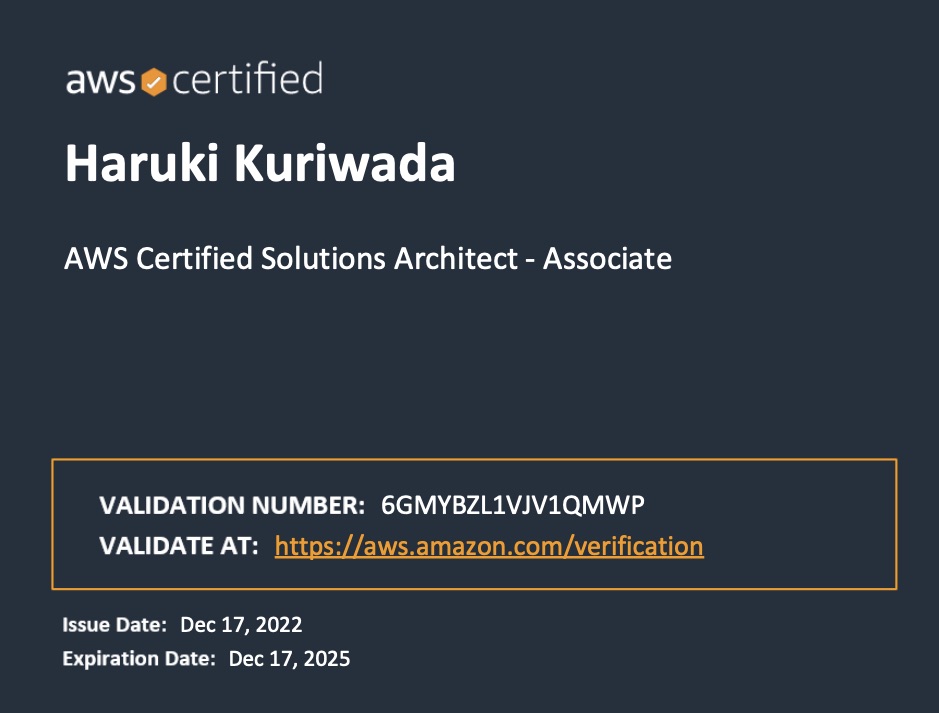 aws certified
Haruki Kuriwada
AWS Certified Solutions Architect - Associate
VALIDATION NUMBER: 6GMYBZL1VJV1QMWP
VALIDATE AT: https://aws.amazon.com/verification
Issue Date: Dec 17, 2022
Expiration Date: Dec 17, 2025